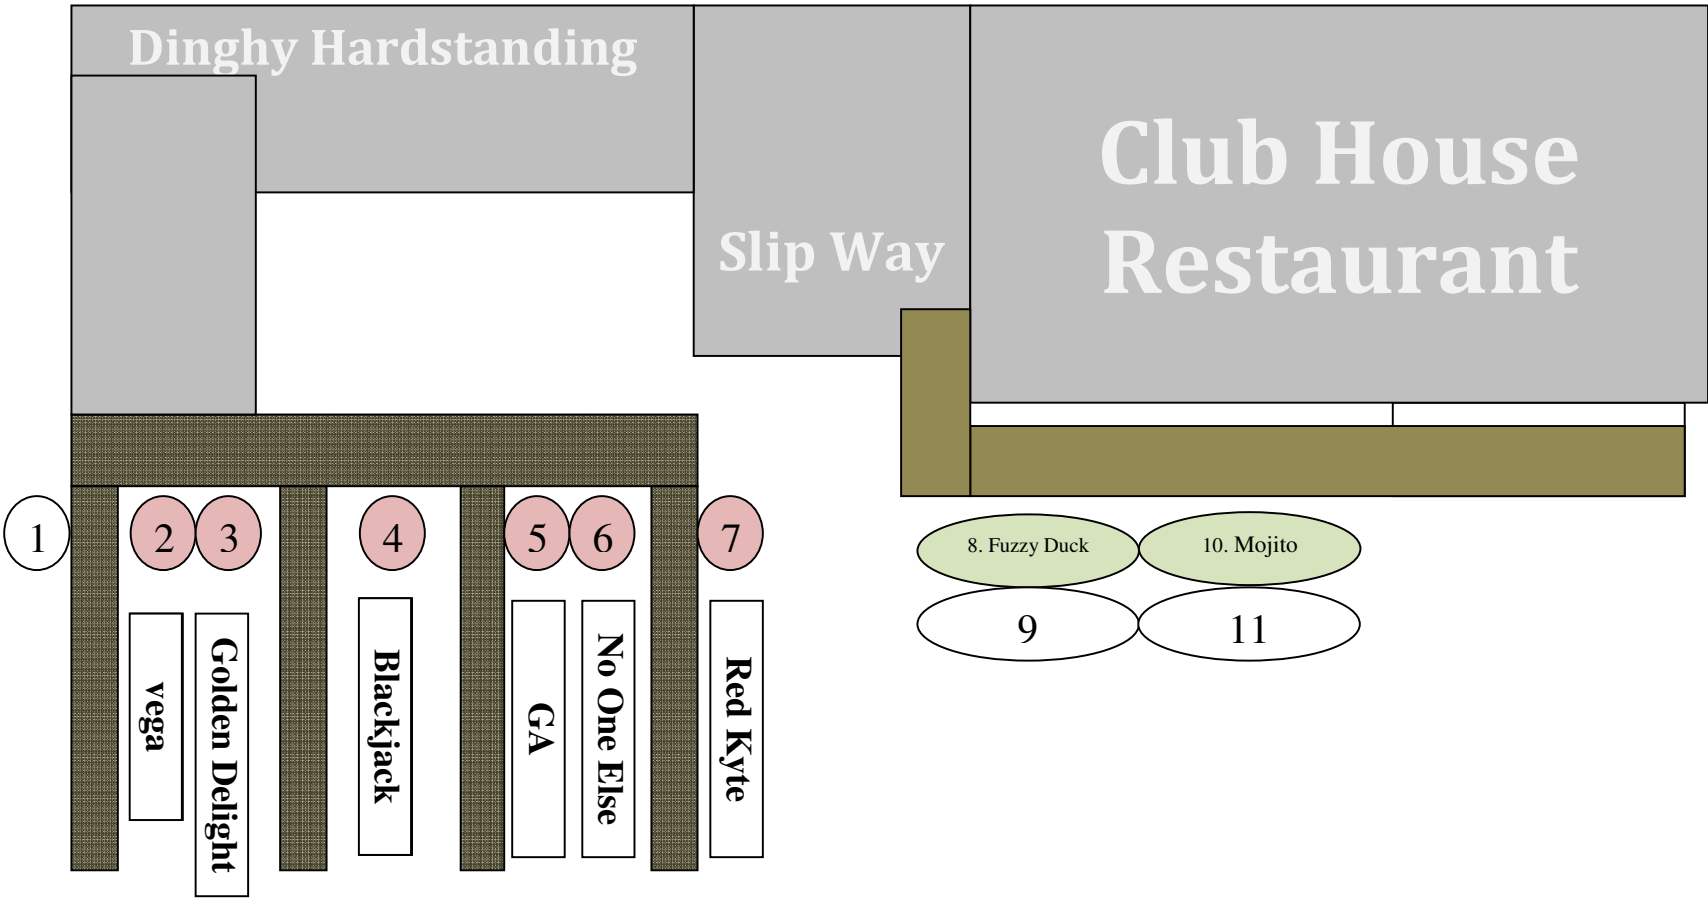 Dinghy Hardstanding
Club House
Restaurant
Slip Way
1
2
3
4
5
6
7
8. Fuzzy Duck
10. Mojito
9
11
vega
Golden Delight
Blackjack
GA
No One Else
Red Kyte